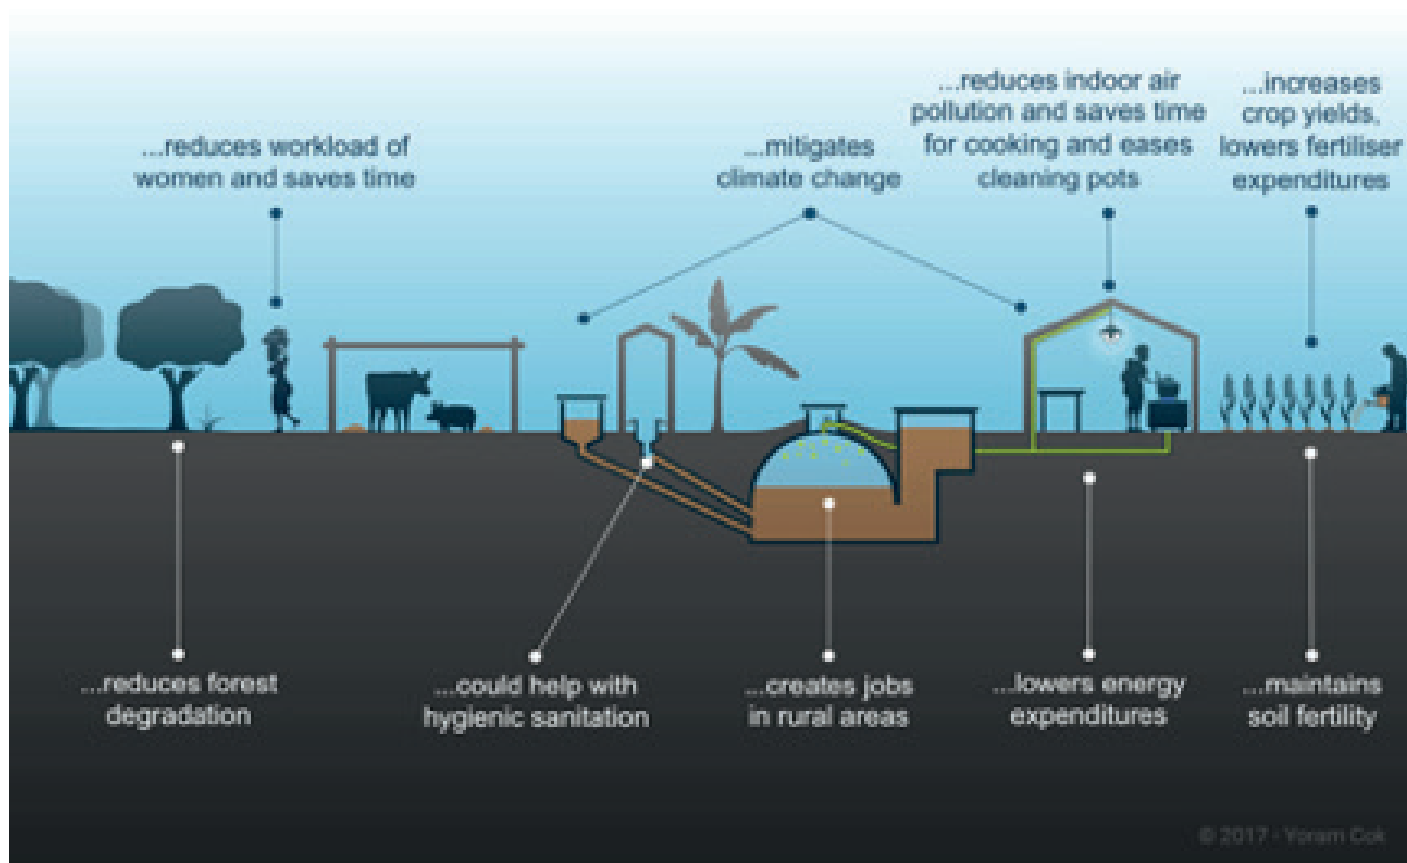 ...reduces workload of
women and saves time
...mitigates
climate change
...reduces indoor air
pollution and saves time
for cooking and eases
cleaning pots
...increases
crop yields,
lowers fertiliser
expenditures
...reduces forest
degradation
...could help with
hygienic sanitation
...creates jobs
in rural areas
...lowers energy
expenditures
...maintains
soil fertility
© 2017 - Yoram Cok